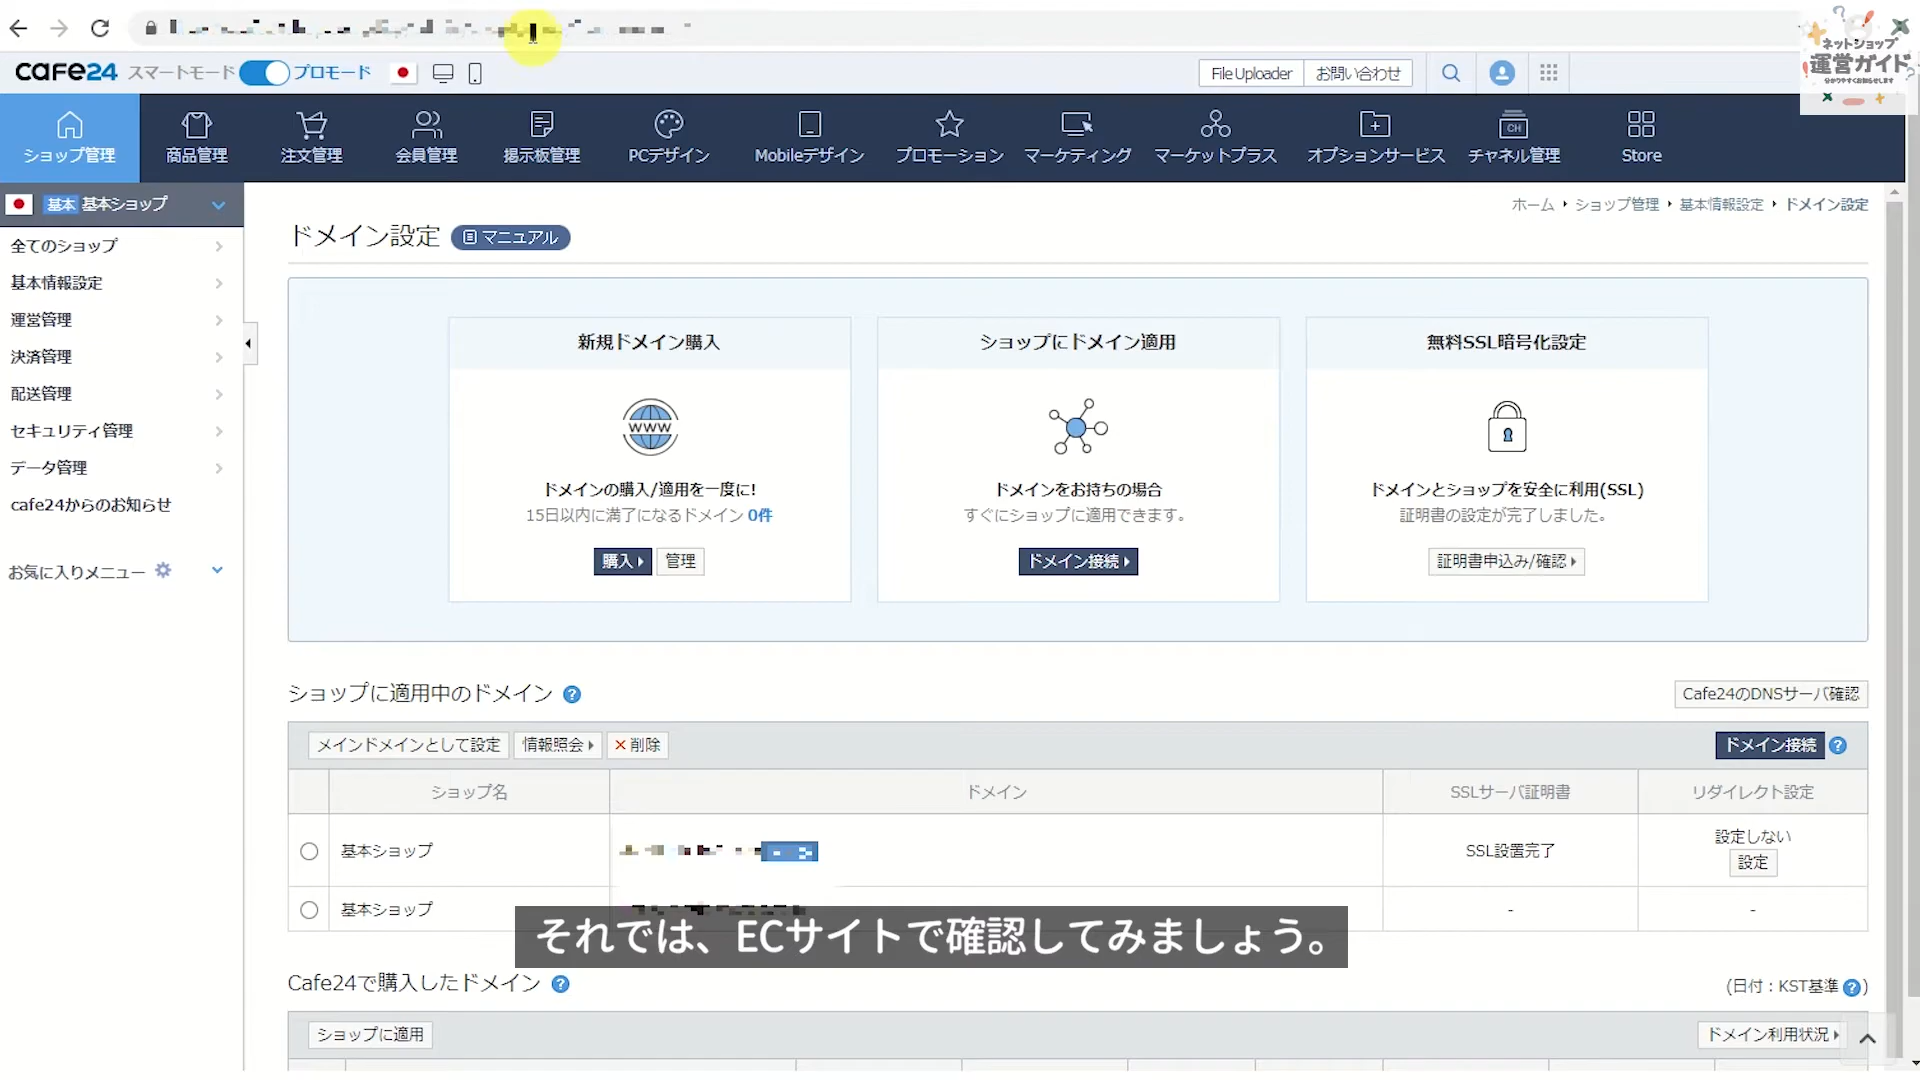 ネットショップ
運営ガイド
分かりやすくお知らせします
cafe24 スマートモード プロモード
File Uploader お問い合わせ
ショップ管理 商品管理 注文管理 会員管理 掲示板管理 PCデザイン Mobileデザイン プロモーション マーケティング マーケットプラス オプションサービス CH チャネル管理 Store
基本 基本ショップ
全てのショップ
基本情報設定
運営管理
決済管理
配送管理
セキュリティ管理
データ管理
cafe24からのお知らせ
お気に入りメニュー
ホーム ショップ管理 基本情報設定 ドメイン設定
ドメイン設定 マニュアル
新規ドメイン購入
WWW
ドメインの購入/適用を一度に!
15日以内に満了になるドメイン 0件
購入 管理
ショップにドメイン適用
ドメインをお持ちの場合
すぐにショップに適用できます。
ドメイン接続
無料SSL暗号化設定
ドメインとショップを安全に利用(SSL)
証明書の設定が完了しました。
証明書申込み/確認
ショップに適用中のドメイン ?
Cafe24のDNSサーバ確認
メインドメインとして設定 情報照会 ×削除 ドメイン接続 ?
ショップ名 ドメイン SSLサーバ証明書 リダイレクト設定
基本ショップ SSL設置完了 設定しない
設定
基本ショップ - -
それでは、ECサイトで確認してみましょう。
Cafe24で購入したドメイン ?
(日付：KST基準 ?)
ショップに適用 ドメイン利用状況